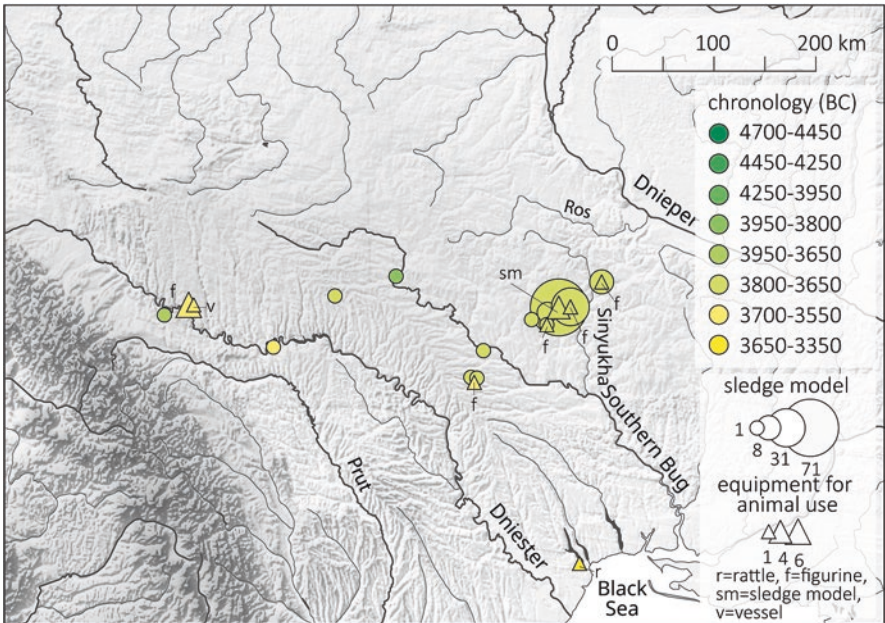 0 100 200 km
chronology (BC)
4700-4450
4450-4250
4250-3950
3950-3800
3950-3650
3800-3650
3700-3550
3650-3350
sledge model
1
8
31
71
equipment for
animal use
1 4 6
r=rattle, f=figurine,
sm=sledge model,
v=vessel
Dnieper
Ros
sm
f
f
v
f
f
Sinyukha
Southern Bug
f
Prut
Dniester
r
Black
Sea